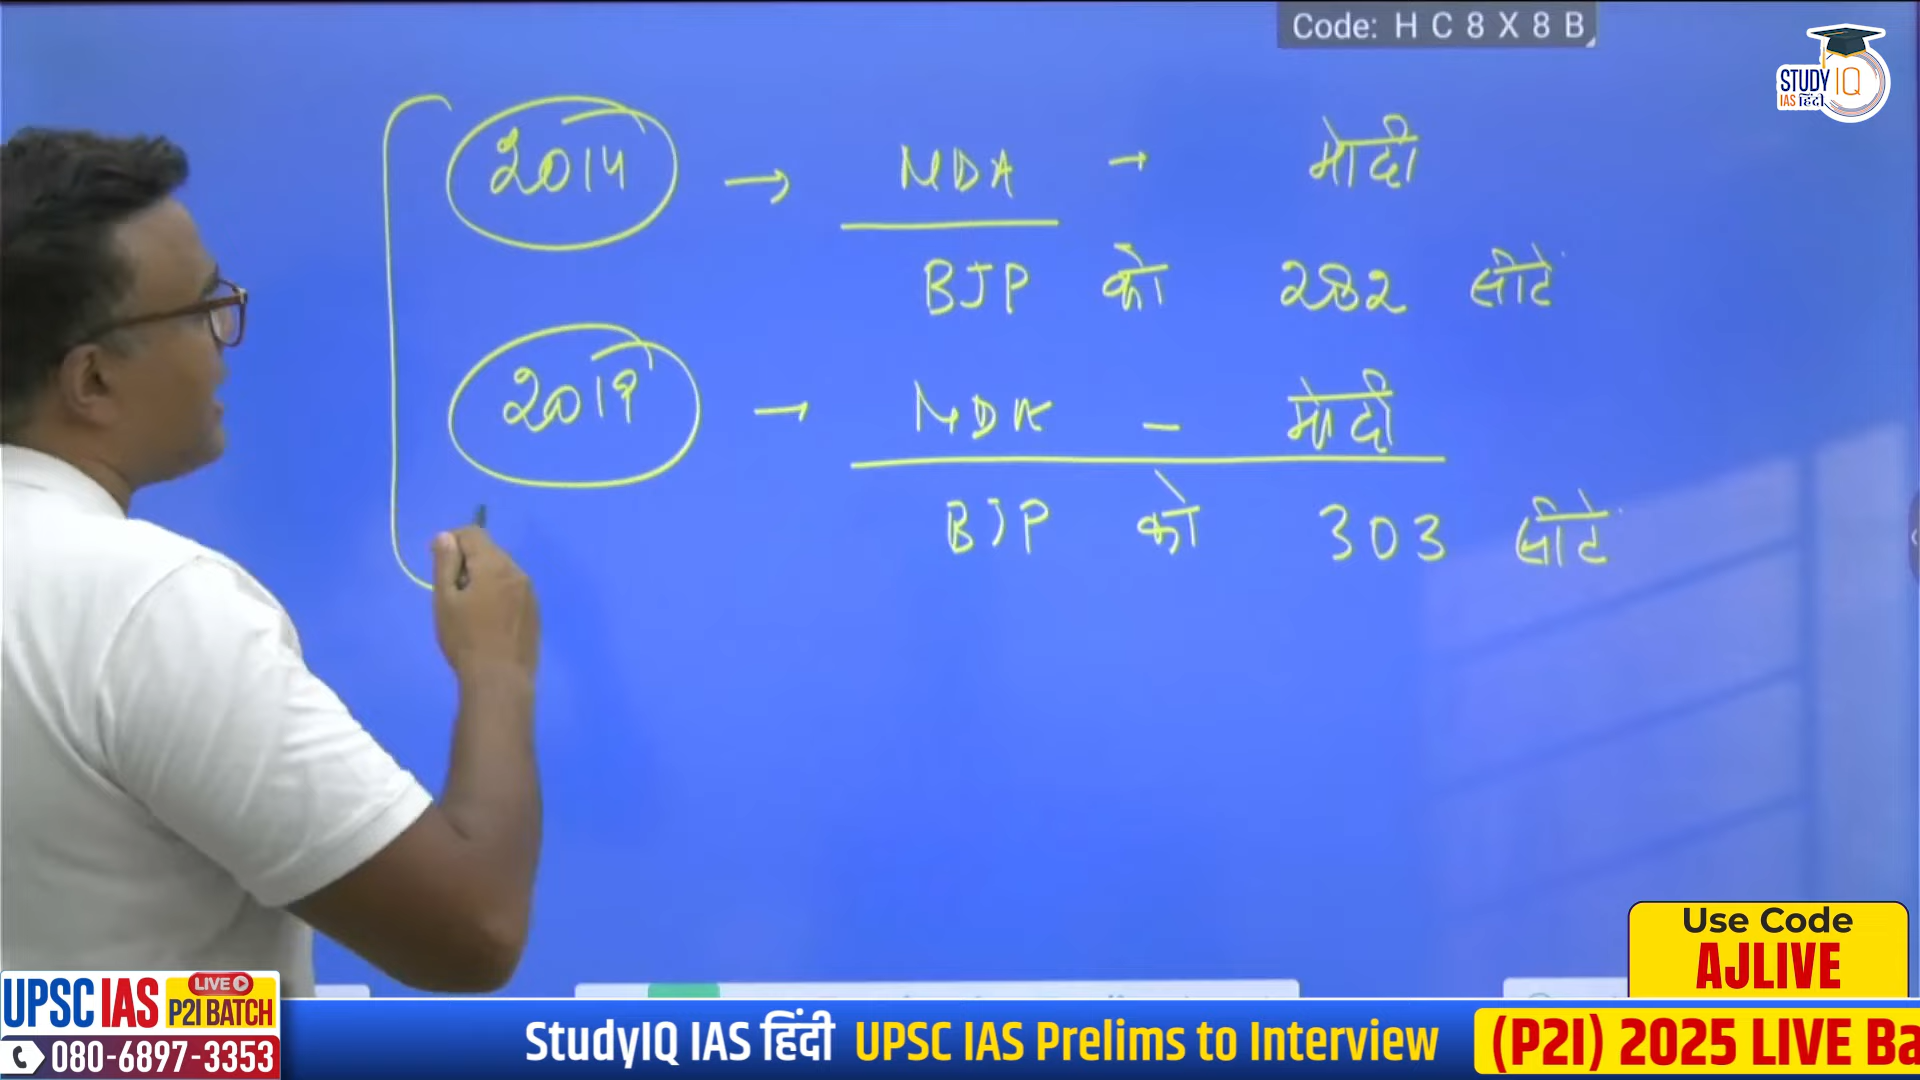 Code: H C 8 X 8 B
STUDY IQ
IAS हिंदी
2014 → NDA → मोदी
BJP को 282 सीटें
2019 → NDA - मोदी
BJP को 303 सीटें
Use Code
AJLIVE
UPSC IAS LIVE P2I BATCH
080-6897-3353
StudyIQ IAS हिंदी UPSC IAS Prelims to Interview (P2I) 2025 LIVE Ba